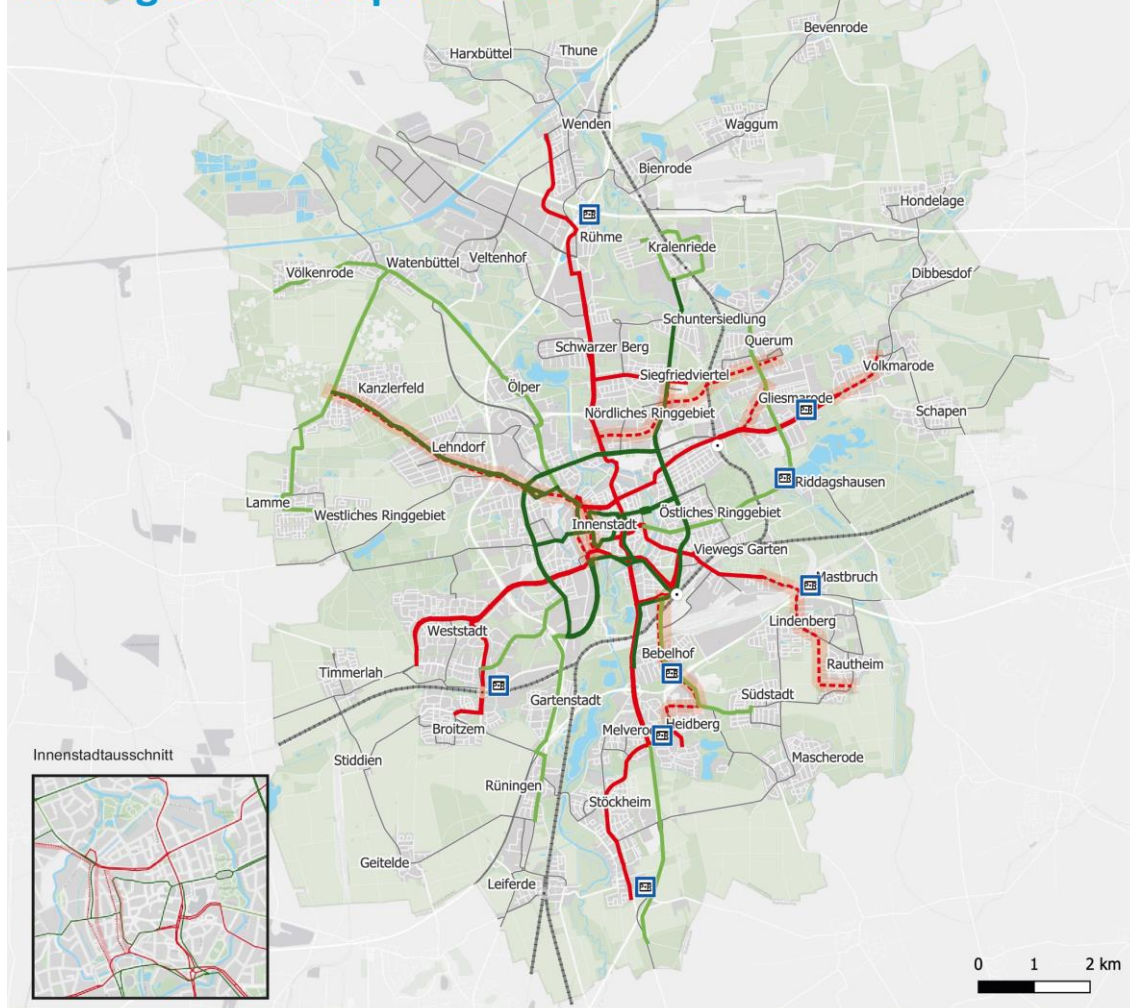 Bevenrode
Harxbüttel
Thune
Wenden
Waggum
Bienrode
Hondelage
Rühme
Kralenriede
Veltenhof
Watenbüttel
Völkenrode
Dibbesdof
Schuntersiedlung
Querum
Schwarzer Berg
Volkmarode
Siegfriedviertel
Kanzlerfeld
Ölper
Gliesmarode
Nördliches Ringgebiet
Schapen
Lehndorf
Riddagshausen
Lamme
Westliches Ringgebiet
Östliches Ringgebiet
Innenstadt
Viewegs Garten
Mastbruch
Lindenberg
Weststadt
Bebelhof
Rautheim
Timmerlah
Südstadt
Gartenstadt
Heidberg
Broitzem
Melvero
Innenstadtausschnitt
Stiddien
Mascherode
Rüningen
Stöckheim
Geitelde
Leiferde
0 1 2 km